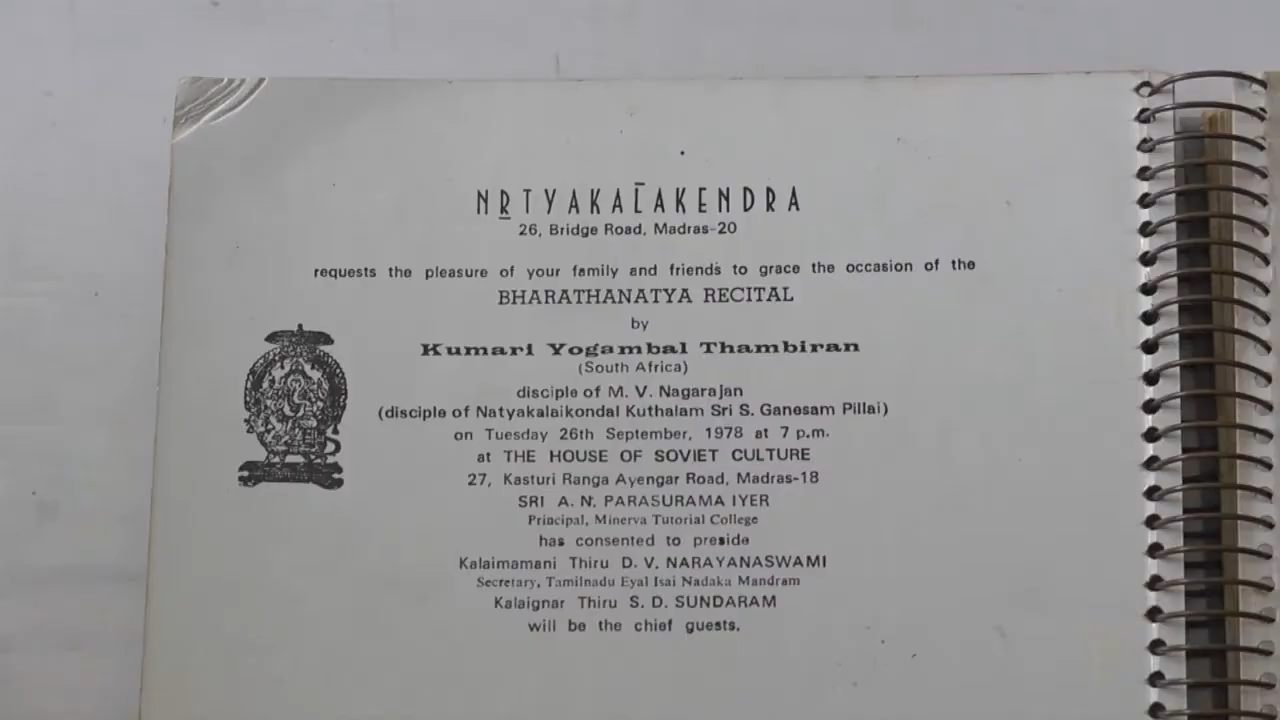 NṞTYAKALĀKENDRA
26, Bridge Road, Madras-20
requests the pleasure of your family and friends to grace the occasion of the
BHARATHANATYA RECITAL
by
Kumari Yogambal Thambiran
(South Africa)
disciple of M. V. Nagarajan
(disciple of Natyakalaikondal Kuthalam Sri S. Ganesam Pillai)
on Tuesday 26th September, 1978 at 7 p.m.
at THE HOUSE OF SOVIET CULTURE
27, Kasturi Ranga Ayengar Road, Madras-18
SRI A. N. PARASURAMA IYER
Principal, Minerva Tutorial College
has consented to preside
Kalaimamani Thiru D. V. NARAYANASWAMI
Secretary, Tamilnadu Eyal Isai Nadaka Mandram
Kalaignar Thiru S. D. SUNDARAM
will be the chief guests.